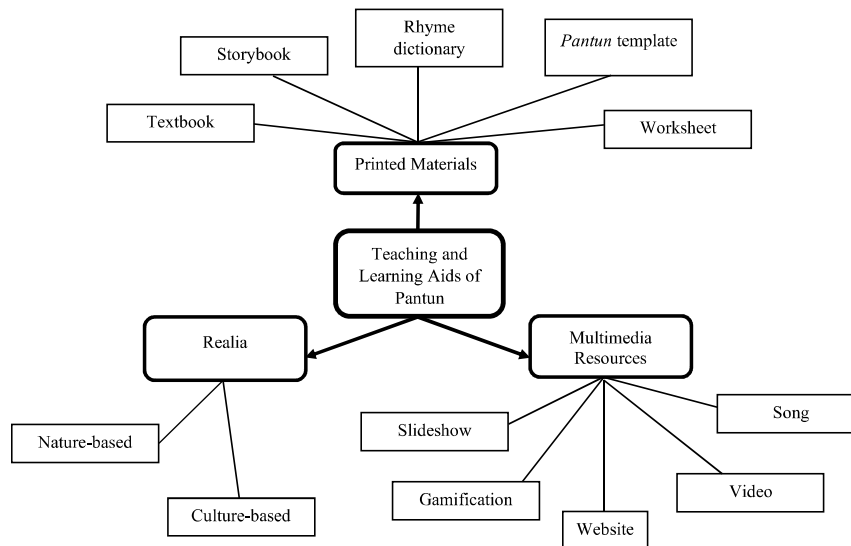 Rhyme
dictionary
Pantun template
Storybook
Textbook
Worksheet
Printed Materials
Teaching and
Learning Aids of
Pantun
Realia
Multimedia
Resources
Nature-based
Culture-based
Slideshow
Gamification
Website
Video
Song